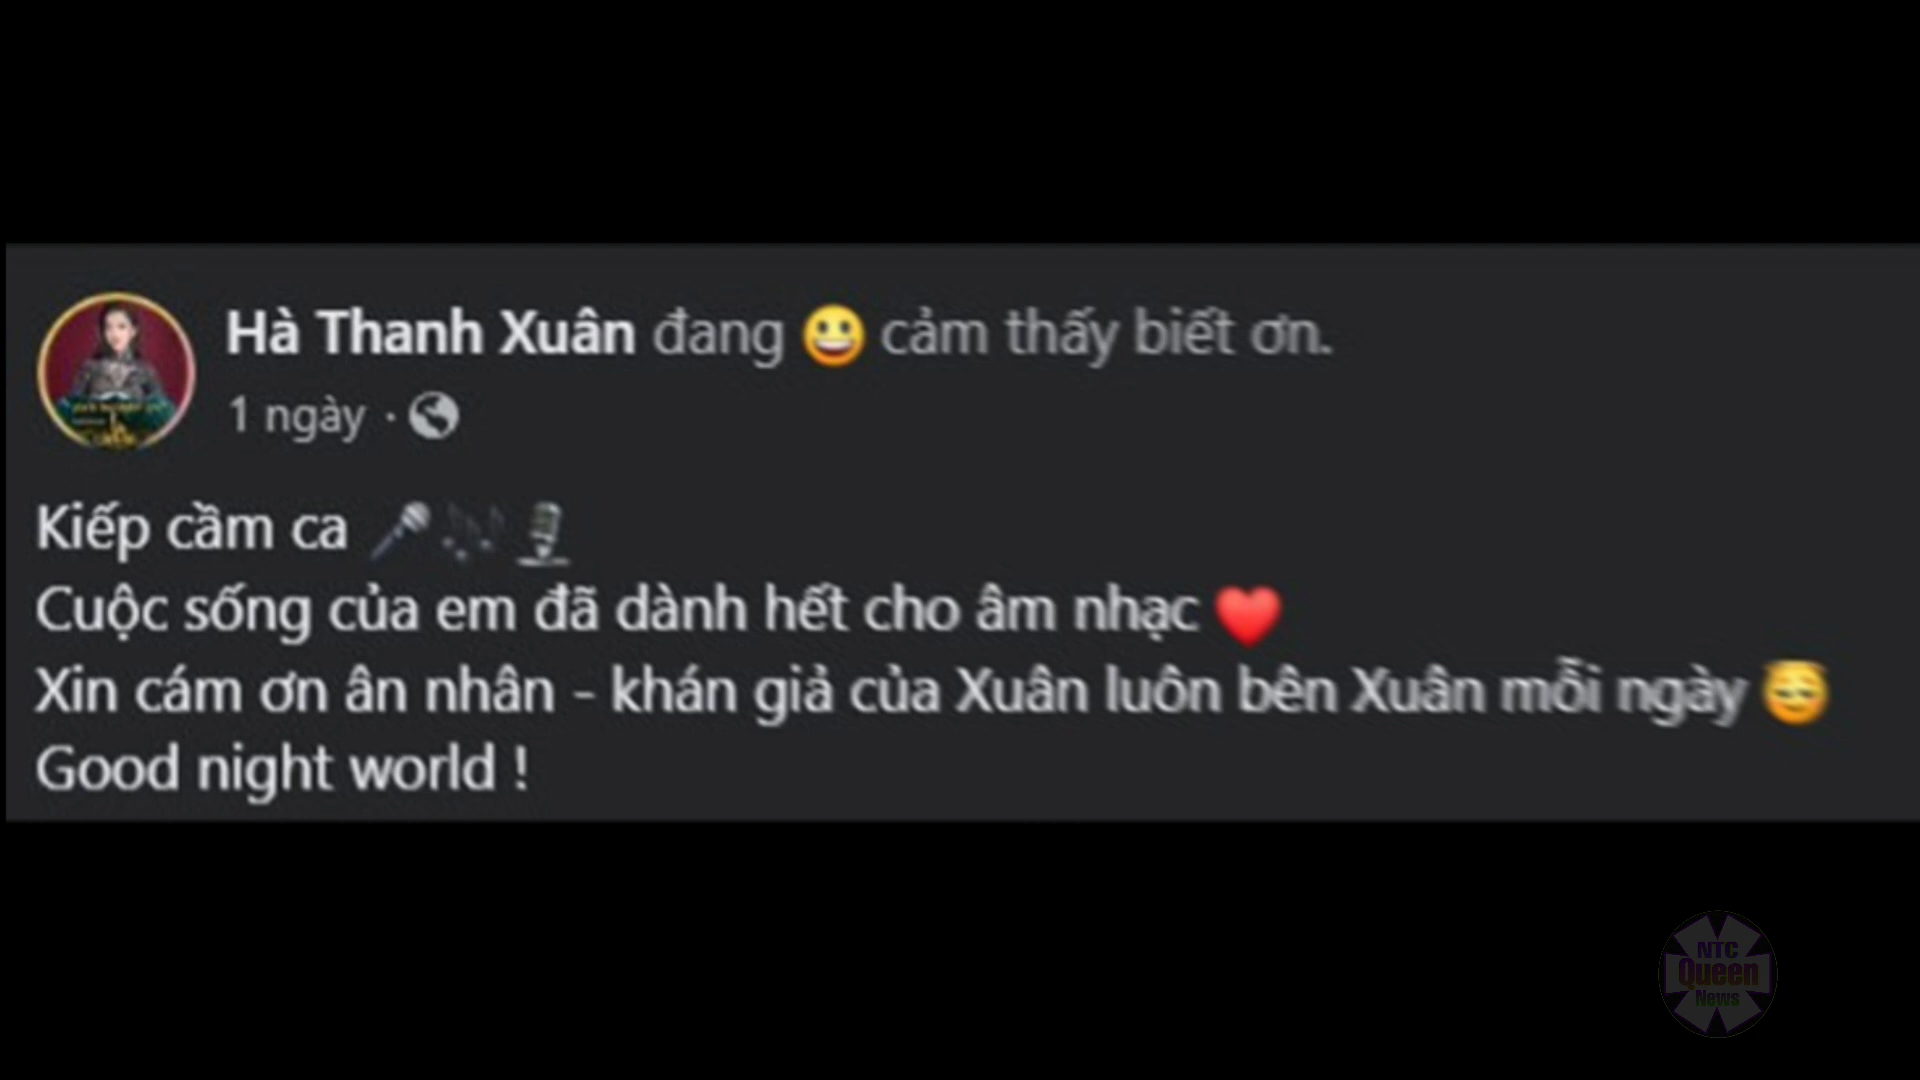 Hà Thanh Xuân đang 😀 cảm thấy biết ơn.
1 ngày ·
Kiếp cầm ca 🎤🎶🎙️
Cuộc sống của em đã dành hết cho âm nhạc ❤️
Xin cám ơn ân nhân - khán giả của Xuân luôn bên Xuân mỗi ngày 😇
Good night world !
NTC
Queen
News